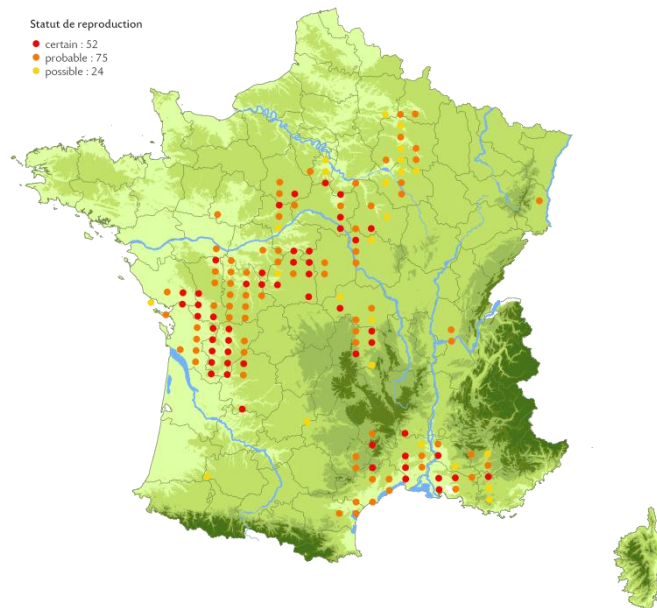 Statut de reproduction
certain : 52
probable : 75
possible : 24